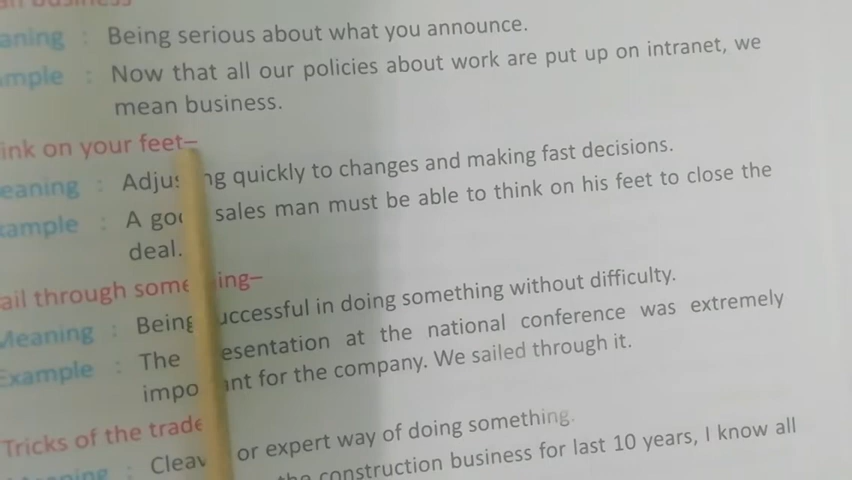 business
aning : Being serious about what you announce.
mple : Now that all our policies about work are put up on intranet, we
mean business.
ink on your feet–
eaning : Adjus ng quickly to changes and making fast decisions.
ample : A goo sales man must be able to think on his feet to close the
deal.
ail through some ing–
Meaning : Being uccessful in doing something without difficulty.
Example : The esentation at the national conference was extremely
impo nt for the company. We sailed through it.
Tricks of the trade
Meaning : Cleav or expert way of doing something.
the construction business for last 10 years, I know all